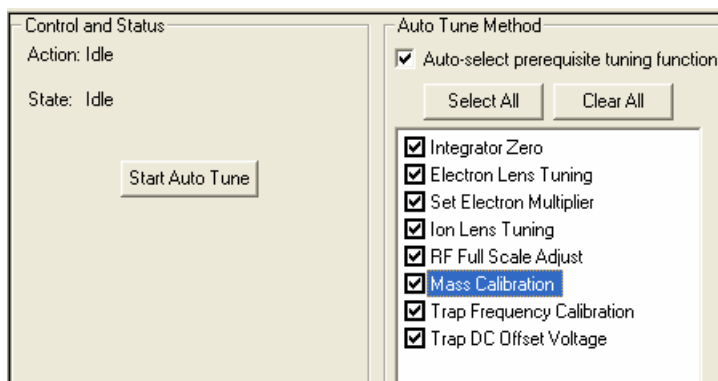 Control and Status
Action: Idle
State: Idle
Start Auto Tune
Auto Tune Method
Auto-select prerequisite tuning function
Select All
Clear All
Integrator Zero
Electron Lens Tuning
Set Electron Multiplier
Ion Lens Tuning
RF Full Scale Adjust
Mass Calibration
Trap Frequency Calibration
Trap DC Offset Voltage